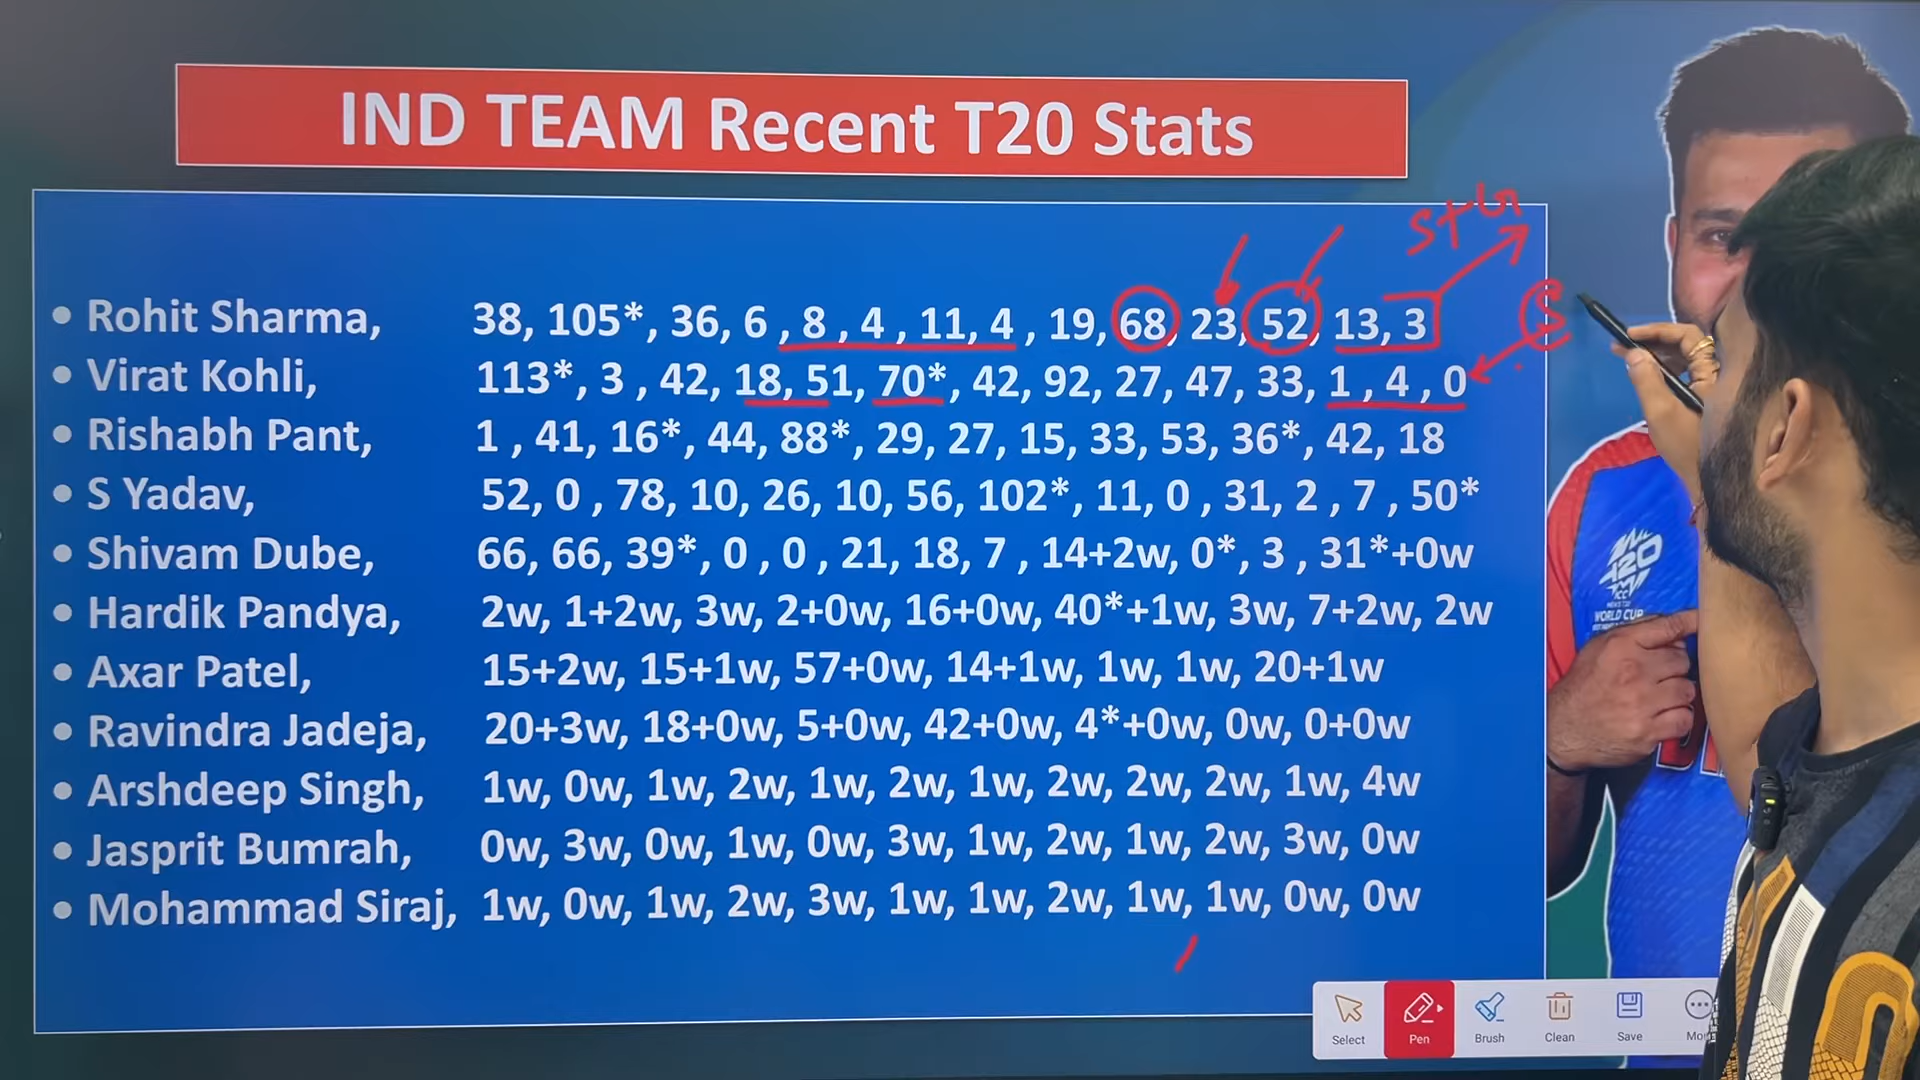 IND TEAM Recent T20 Stats
S+G
S
• Rohit Sharma, 38, 105*, 36, 6 , 8 , 4 , 11, 4 , 19, 68, 23, 52, 13, 3
• Virat Kohli, 113*, 3 , 42, 18, 51, 70*, 42, 92, 27, 47, 33, 1 , 4 , 0
• Rishabh Pant, 1 , 41, 16*, 44, 88*, 29, 27, 15, 33, 53, 36*, 42, 18
• S Yadav, 52, 0 , 78, 10, 26, 10, 56, 102*, 11, 0 , 31, 2 , 7 , 50*
• Shivam Dube, 66, 66, 39*, 0 , 0 , 21, 18, 7 , 14+2w, 0*, 3 , 31*+0w
• Hardik Pandya, 2w, 1+2w, 3w, 2+0w, 16+0w, 40*+1w, 3w, 7+2w, 2w
• Axar Patel, 15+2w, 15+1w, 57+0w, 14+1w, 1w, 1w, 20+1w
• Ravindra Jadeja, 20+3w, 18+0w, 5+0w, 42+0w, 4*+0w, 0w, 0+0w
• Arshdeep Singh, 1w, 0w, 1w, 2w, 1w, 2w, 1w, 2w, 2w, 2w, 1w, 4w
• Jasprit Bumrah, 0w, 3w, 0w, 1w, 0w, 3w, 1w, 2w, 1w, 2w, 3w, 0w
• Mohammad Siraj, 1w, 0w, 1w, 2w, 3w, 1w, 1w, 2w, 1w, 1w, 0w, 0w
T20
ICC
WORLD CUP
Select Pen Brush Clean Save